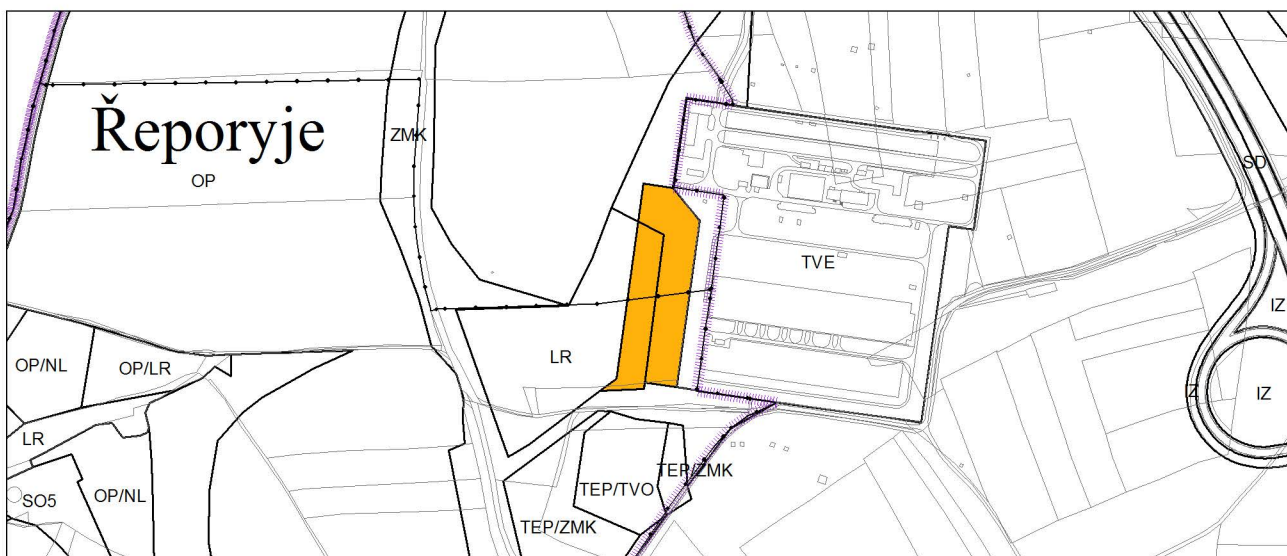 Řeporyje
ZMK
OP
SD
TVE
IZ
OP/NL
OP/LR
LR
IZ
IZ
LR
TEP/ZMK
TEP/TVO
OP/NL
SO5
TEP/ZMK